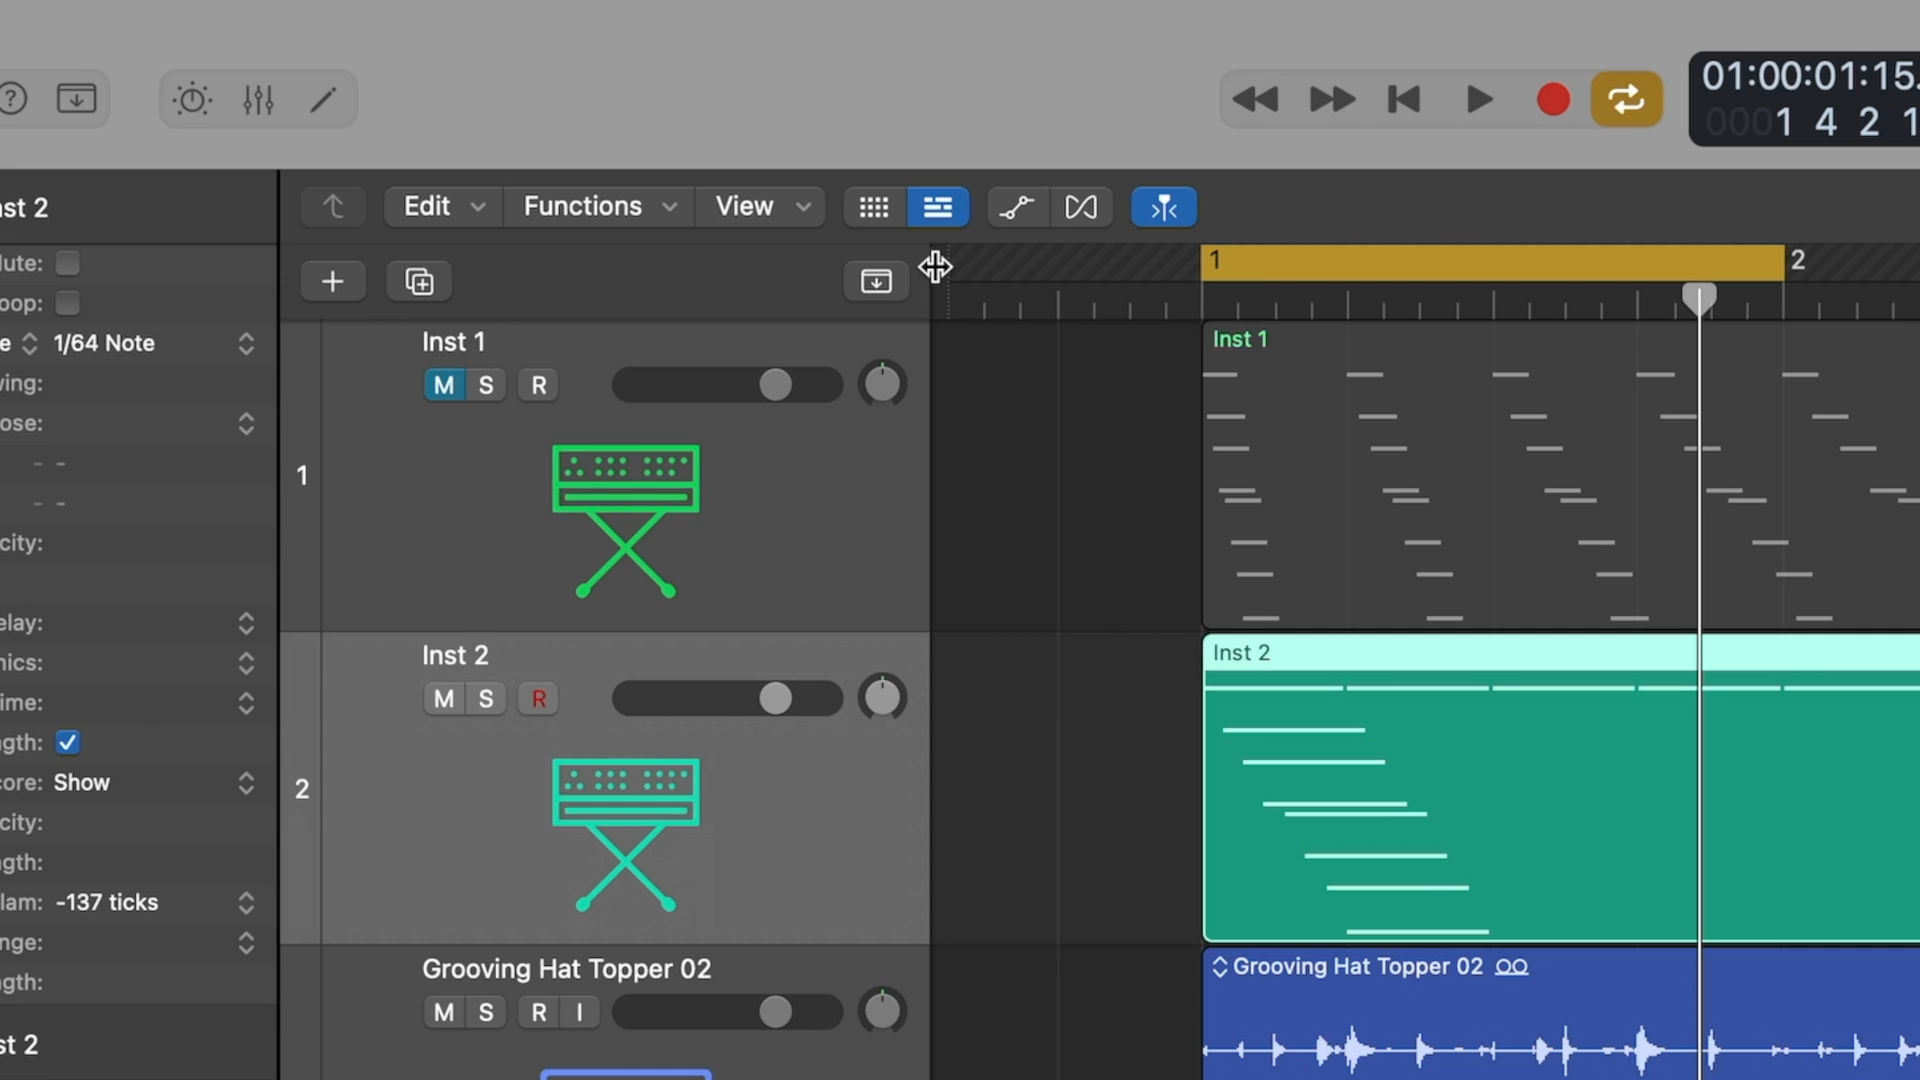 01:00:01:15.
0001 4 2 1
st 2
Edit
Functions
View
lute:
oop:
e 1/64 Note
ving:
ose:
- -
- -
city:
elay:
nics:
ime:
gth:
core: Show
city:
gth:
lam: -137 ticks
nge:
gth:
st 2
1
2
Inst 1
M S R
1
Inst 1
Inst 2
M S R
2
Inst 2
Grooving Hat Topper 02
M S R I
Grooving Hat Topper 02